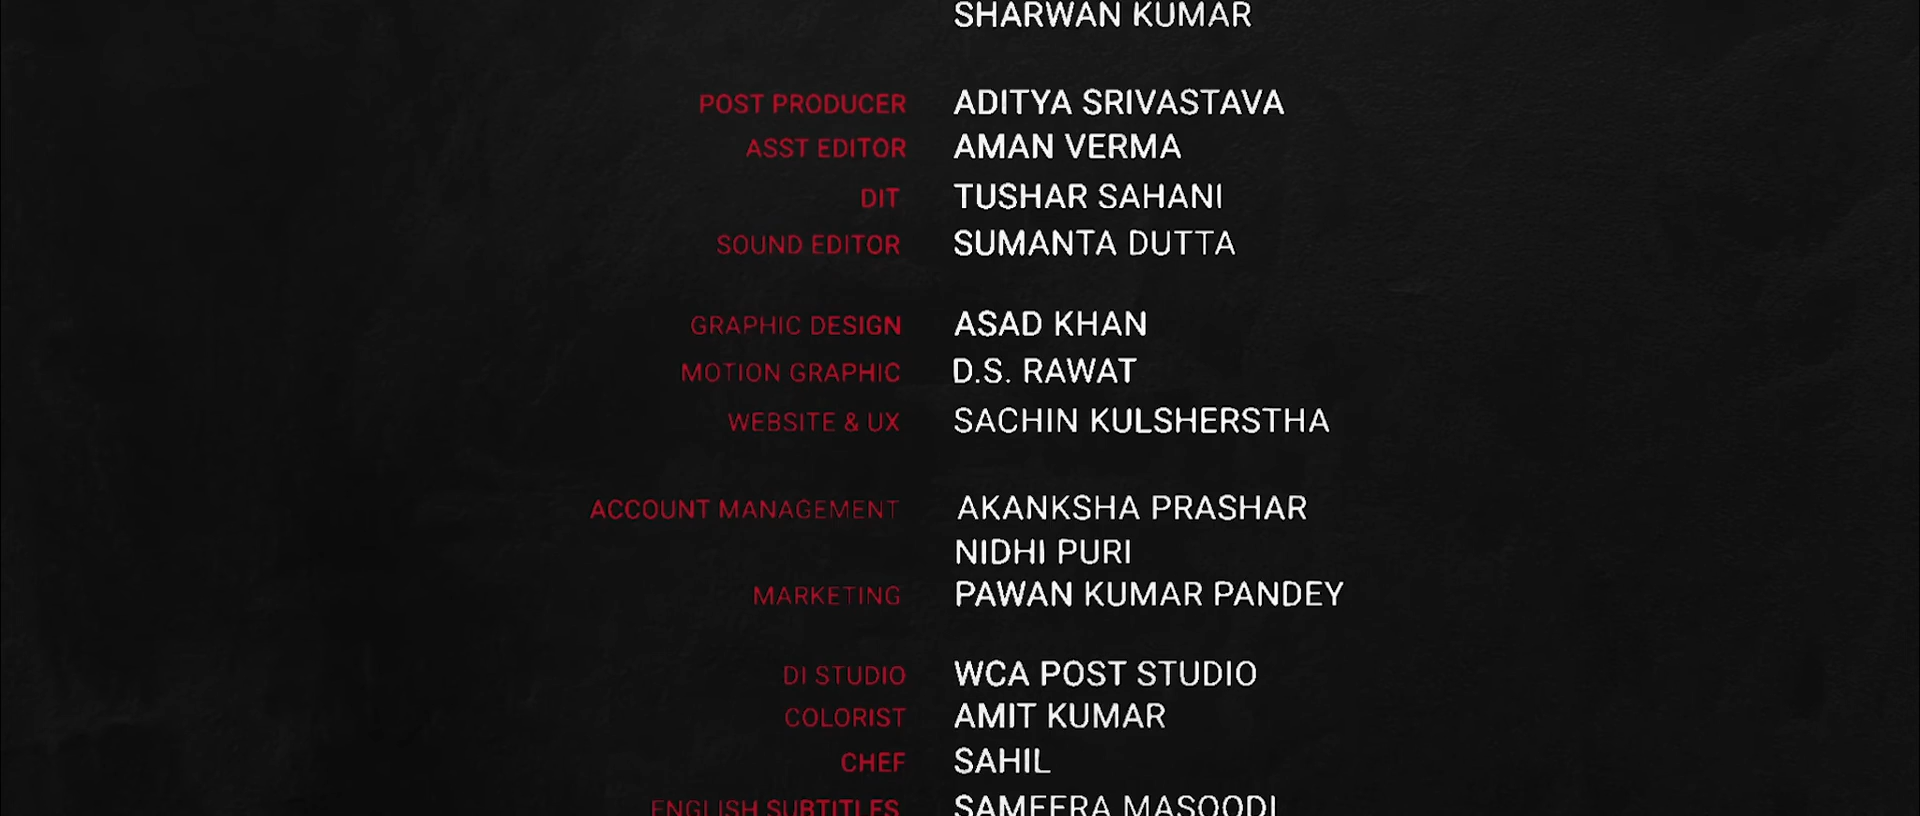 SHARWAN KUMAR
POST PRODUCER ADITYA SRIVASTAVA
ASST EDITOR AMAN VERMA
DIT TUSHAR SAHANI
SOUND EDITOR SUMANTA DUTTA
GRAPHIC DESIGN ASAD KHAN
MOTION GRAPHIC D.S. RAWAT
WEBSITE & UX SACHIN KULSHERSTHA
ACCOUNT MANAGEMENT AKANKSHA PRASHAR
NIDHI PURI
MARKETING PAWAN KUMAR PANDEY
DI STUDIO WCA POST STUDIO
COLORIST AMIT KUMAR
CHEF SAHIL
ENGLISH SUBTITLES SAMEERA MASOODI